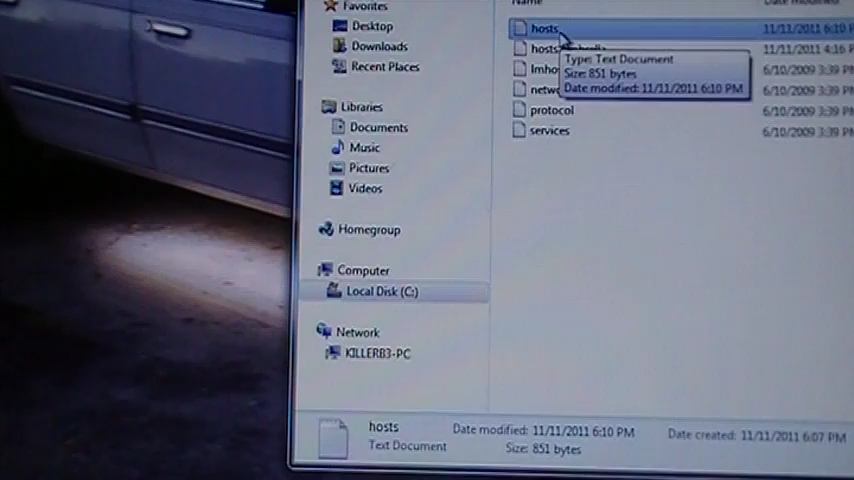 Name
Date modified
Favorites
Desktop
Downloads
Recent Places
Libraries
Documents
Music
Pictures
Videos
Homegroup
Computer
Local Disk (C:)
Network
KILLERB3-PC
hosts 11/11/2011 6:10 P
hosts 11/11/2011 4:16 P
lmho 6/10/2009 3:39 P
netwo 6/10/2009 3:39 P
protocol 6/10/2009 3:39 P
services 6/10/2009 3:39 P
Type: Text Document
Size: 851 bytes
Date modified: 11/11/2011 6:10 PM
hosts Date modified: 11/11/2011 6:10 PM Date created: 11/11/2011 6:07 PM
Text Document Size: 851 bytes